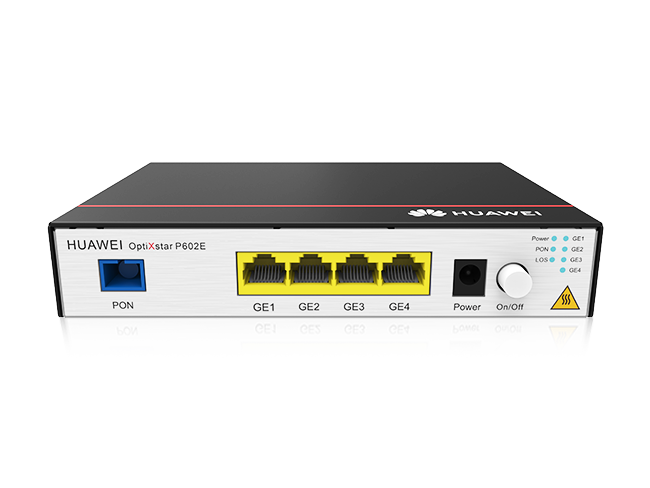 HUAWEI
HUAWEI OptiXstar P602E
PON
GE1 GE2 GE3 GE4
Power On/Off
Power GE1
PON GE2
LOS GE3
GE4